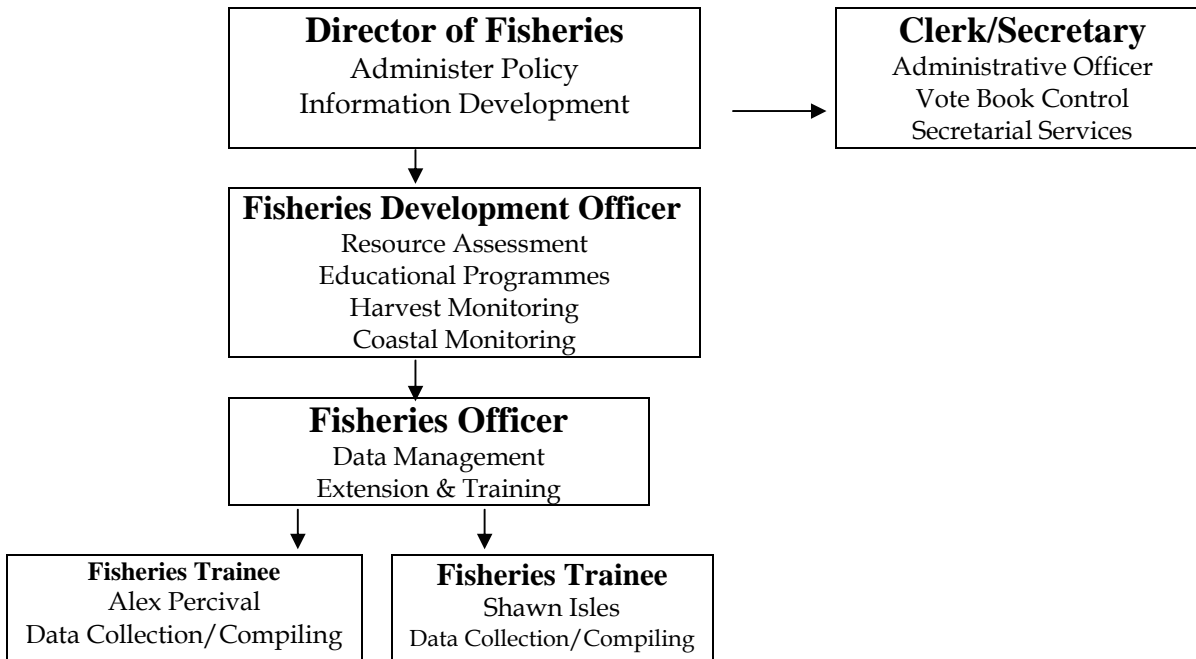 Director of Fisheries
Administer Policy
Information Development
Clerk/Secretary
Administrative Officer
Vote Book Control
Secretarial Services
Fisheries Development Officer
Resource Assessment
Educational Programmes
Harvest Monitoring
Coastal Monitoring
Fisheries Officer
Data Management
Extension & Training
Fisheries Trainee
Alex Percival
Data Collection/Compiling
Fisheries Trainee
Shawn Isles
Data Collection/Compiling